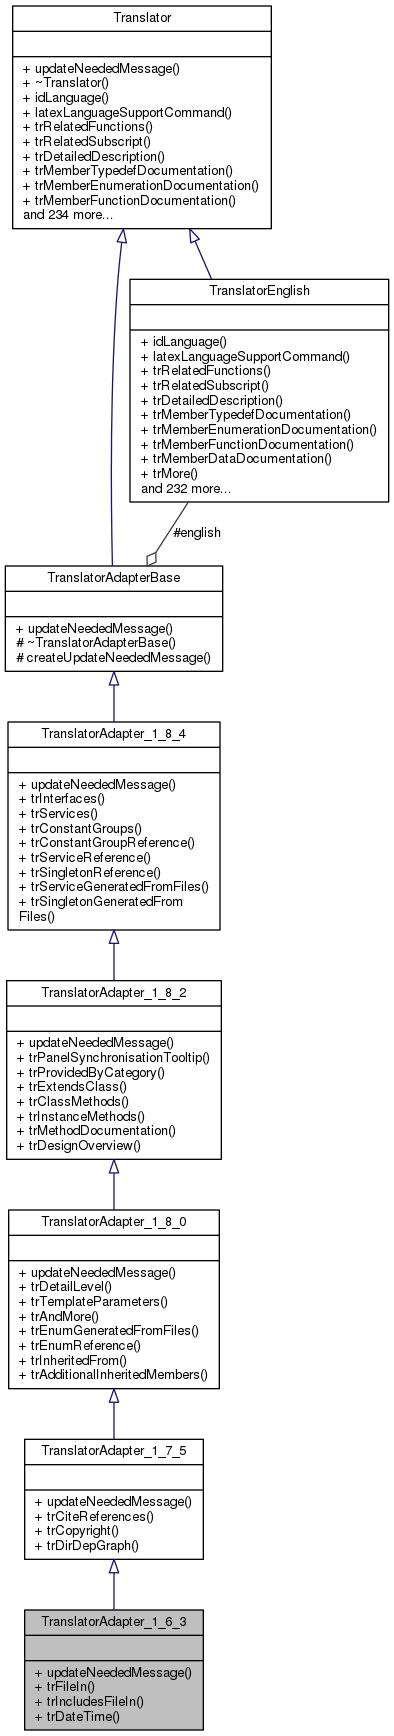 Translator
+ updateNeededMessage()
+ ~Translator()
+ idLanguage()
+ latexLanguageSupportCommand()
+ trRelatedFunctions()
+ trRelatedSubscript()
+ trDetailedDescription()
+ trMemberTypedefDocumentation()
+ trMemberEnumerationDocumentation()
+ trMemberFunctionDocumentation()
and 234 more...
TranslatorEnglish
+ idLanguage()
+ latexLanguageSupportCommand()
+ trRelatedFunctions()
+ trRelatedSubscript()
+ trDetailedDescription()
+ trMemberTypedefDocumentation()
+ trMemberEnumerationDocumentation()
+ trMemberFunctionDocumentation()
+ trMemberDataDocumentation()
+ trMore()
and 232 more...
#english
TranslatorAdapterBase
+ updateNeededMessage()
# ~TranslatorAdapterBase()
# createUpdateNeededMessage()
TranslatorAdapter_1_8_4
+ updateNeededMessage()
+ trInterfaces()
+ trServices()
+ trConstantGroups()
+ trConstantGroupReference()
+ trServiceReference()
+ trSingletonReference()
+ trServiceGeneratedFromFiles()
+ trSingletonGeneratedFrom
Files()
TranslatorAdapter_1_8_2
+ updateNeededMessage()
+ trPanelSynchronisationTooltip()
+ trProvidedByCategory()
+ trExtendsClass()
+ trClassMethods()
+ trInstanceMethods()
+ trMethodDocumentation()
+ trDesignOverview()
TranslatorAdapter_1_8_0
+ updateNeededMessage()
+ trDetailLevel()
+ trTemplateParameters()
+ trAndMore()
+ trEnumGeneratedFromFiles()
+ trEnumReference()
+ trInheritedFrom()
+ trAdditionalInheritedMembers()
TranslatorAdapter_1_7_5
+ updateNeededMessage()
+ trCiteReferences()
+ trCopyright()
+ trDirDepGraph()
TranslatorAdapter_1_6_3
+ updateNeededMessage()
+ trFileIn()
+ trIncludesFileIn()
+ trDateTime()